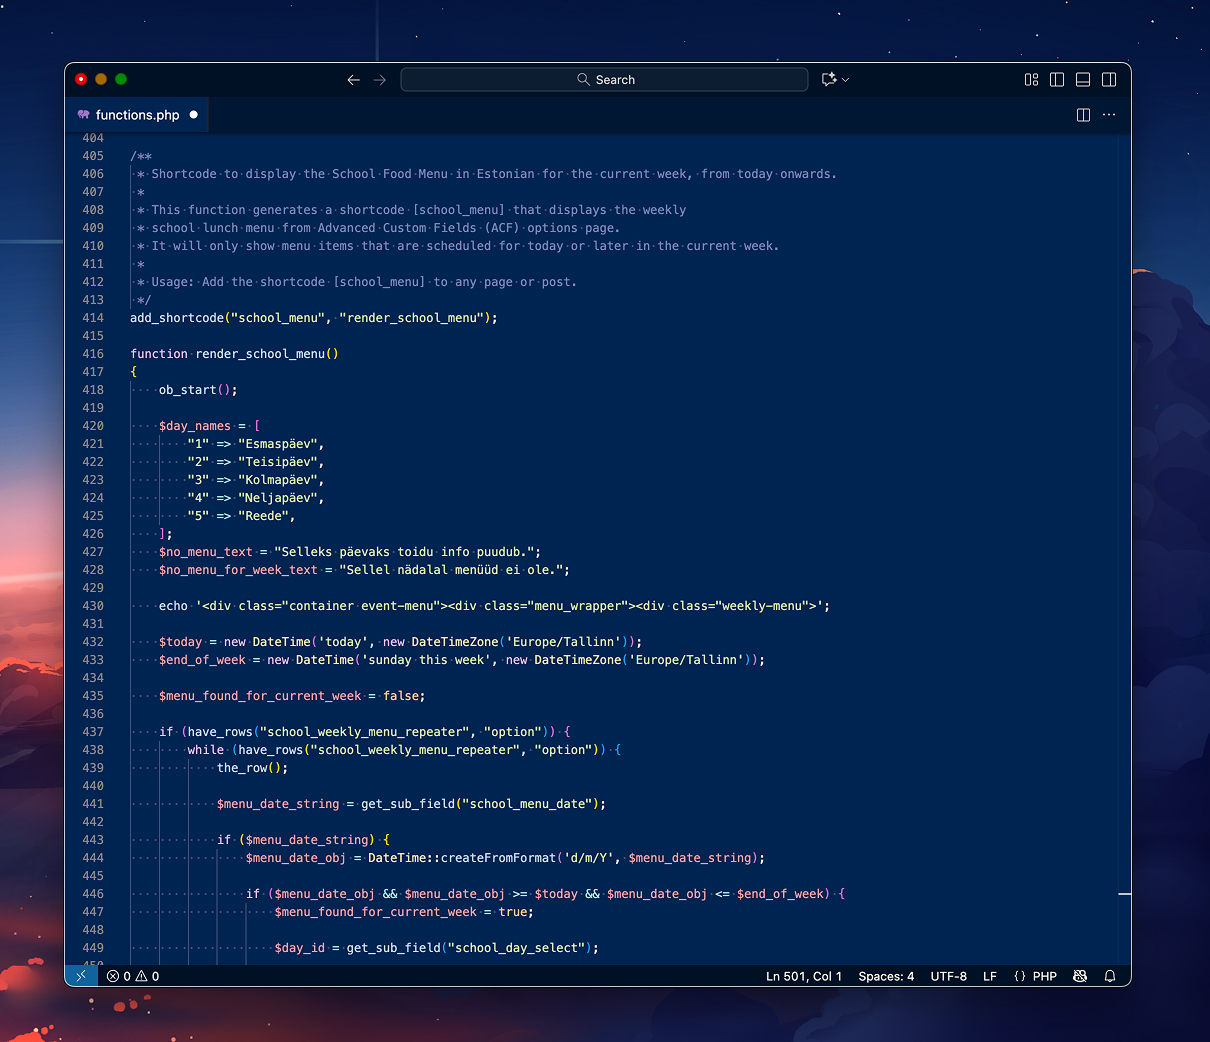 Search
functions.php
404
405 /**
406  * Shortcode to display the School Food Menu in Estonian for the current week, from today onwards.
407  *
408  * This function generates a shortcode [school_menu] that displays the weekly
409  * school lunch menu from Advanced Custom Fields (ACF) options page.
410  * It will only show menu items that are scheduled for today or later in the current week.
411  *
412  * Usage: Add the shortcode [school_menu] to any page or post.
413  */
414 add_shortcode("school_menu", "render_school_menu");
415
416 function render_school_menu()
417 {
418     ob_start();
419
420     $day_names = [
421         "1" => "Esmaspäev",
422         "2" => "Teisipäev",
423         "3" => "Kolmapäev",
424         "4" => "Neljapäev",
425         "5" => "Reede",
426     ];
427     $no_menu_text = "Selleks päevaks toidu info puudub.";
428     $no_menu_for_week_text = "Sellel nädalal menüüd ei ole.";
429
430     echo '<div class="container event-menu"><div class="menu_wrapper"><div class="weekly-menu">';
431
432     $today = new DateTime('today', new DateTimeZone('Europe/Tallinn'));
433     $end_of_week = new DateTime('sunday this week', new DateTimeZone('Europe/Tallinn'));
434
435     $menu_found_for_current_week = false;
436
437     if (have_rows("school_weekly_menu_repeater", "option")) {
438         while (have_rows("school_weekly_menu_repeater", "option")) {
439             the_row();
440
441             $menu_date_string = get_sub_field("school_menu_date");
442
443             if ($menu_date_string) {
444                 $menu_date_obj = DateTime::createFromFormat('d/m/Y', $menu_date_string);
445
446                 if ($menu_date_obj && $menu_date_obj >= $today && $menu_date_obj <= $end_of_week) {
447                     $menu_found_for_current_week = true;
448
449                     $day_id = get_sub_field("school_day_select");
450
0 0 Ln 501, Col 1 Spaces: 4 UTF-8 LF {} PHP